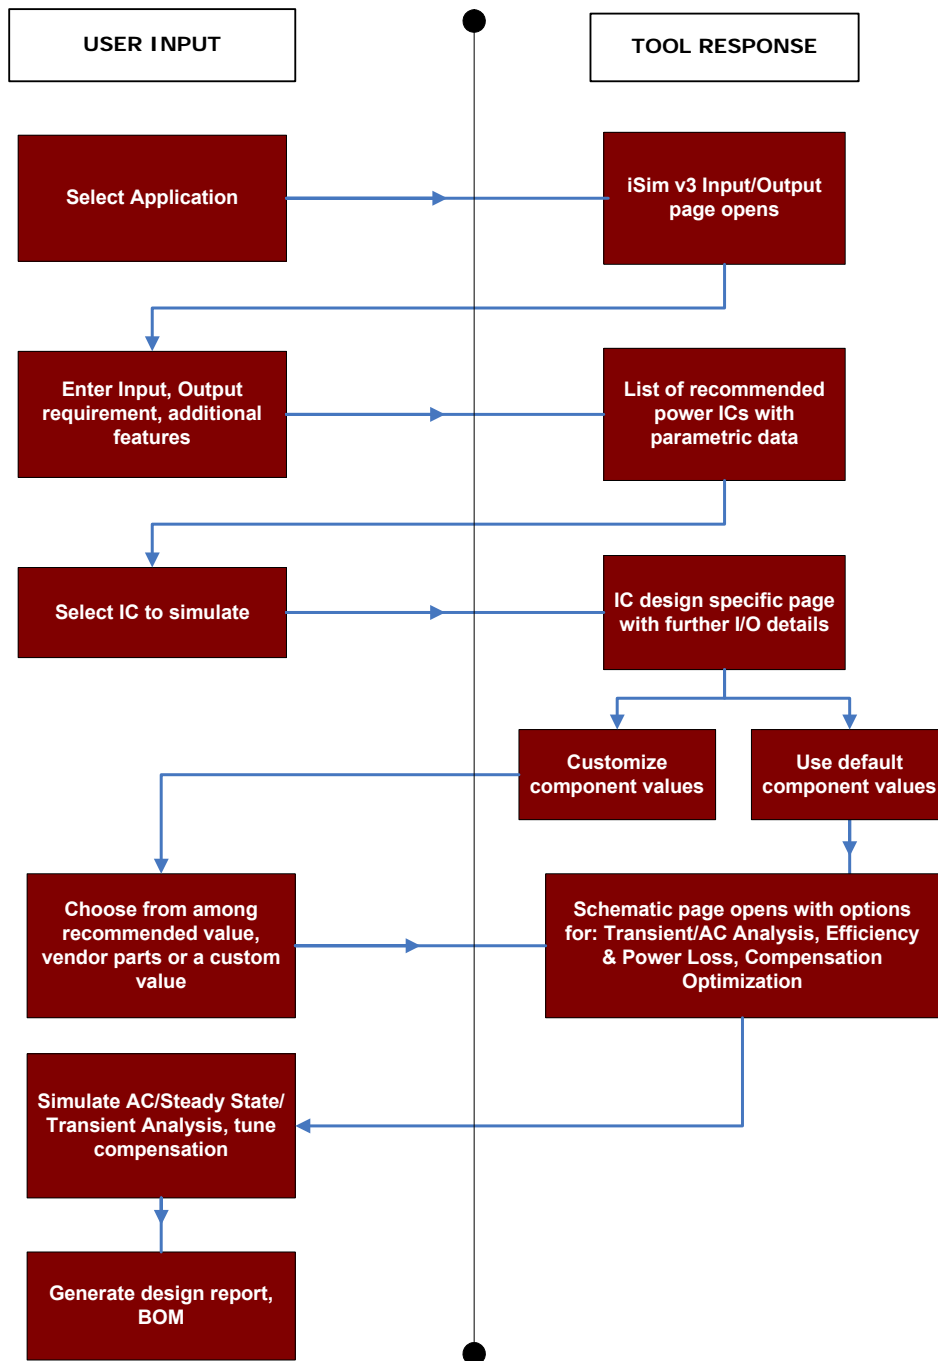 USER INPUT
TOOL RESPONSE
Select Application
iSim v3 Input/Output
page opens
Enter Input, Output
requirement, additional
features
List of recommended
power ICs with
parametric data
Select IC to simulate
IC design specific page
with further I/O details
Customize
component values
Use default
component values
Choose from among
recommended value,
vendor parts or a custom
value
Schematic page opens with options
for: Transient/AC Analysis, Efficiency
& Power Loss, Compensation
Optimization
Simulate AC/Steady State/
Transient Analysis, tune
compensation
Generate design report,
BOM